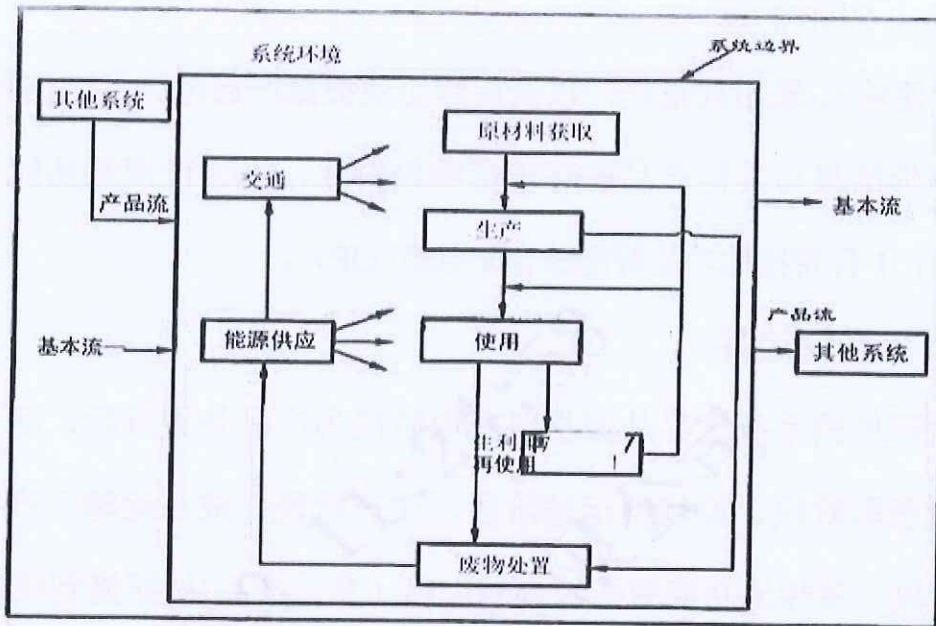 系统环境
系统边界
其他系统
原材料获取
交通
产品流
生产
基本流
产品流
能源供应
使用
基本流
其他系统
生利
再使用
废物处置